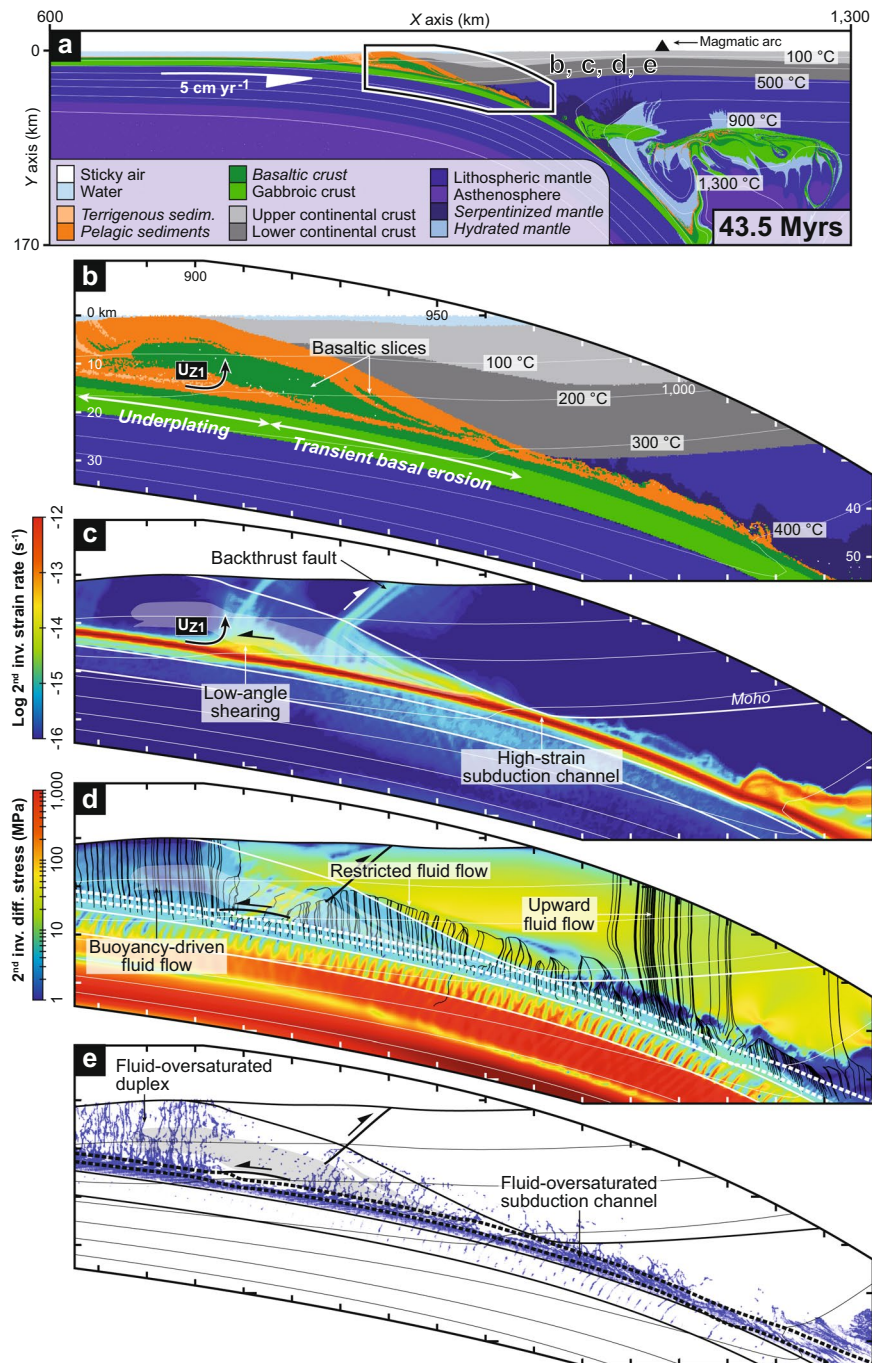 X axis (km)
600
1,300
0
a
Magmatic arc
b, c, d, e
100 °C
500 °C
5 cm yr-1
900 °C
Y axis (km)
1,300 °C
Sticky air
Water
Terrigenous sedim.
Pelagic sediments
Basaltic crust
Gabbroic crust
Upper continental crust
Lower continental crust
Lithospheric mantle
Asthenosphere
Serpentinized mantle
Hydrated mantle
170
43.5 Myrs
b
900
950
0 km
Basaltic slices
100 °C
10
UZ1
1,000
200 °C
20
Underplating
Transient basal erosion
300 °C
30
40
400 °C
50
c
Log 2nd inv. strain rate (s-1)
-12
-13
-14
-15
-16
Backthrust fault
UZ1
Low-angle
shearing
Moho
High-strain
subduction channel
d
2nd inv. diff. stress (MPa)
1,000
100
10
1
Restricted fluid flow
Upward
fluid flow
Buoyancy-driven
fluid flow
e
Fluid-oversaturated
duplex
Fluid-oversaturated
subduction channel